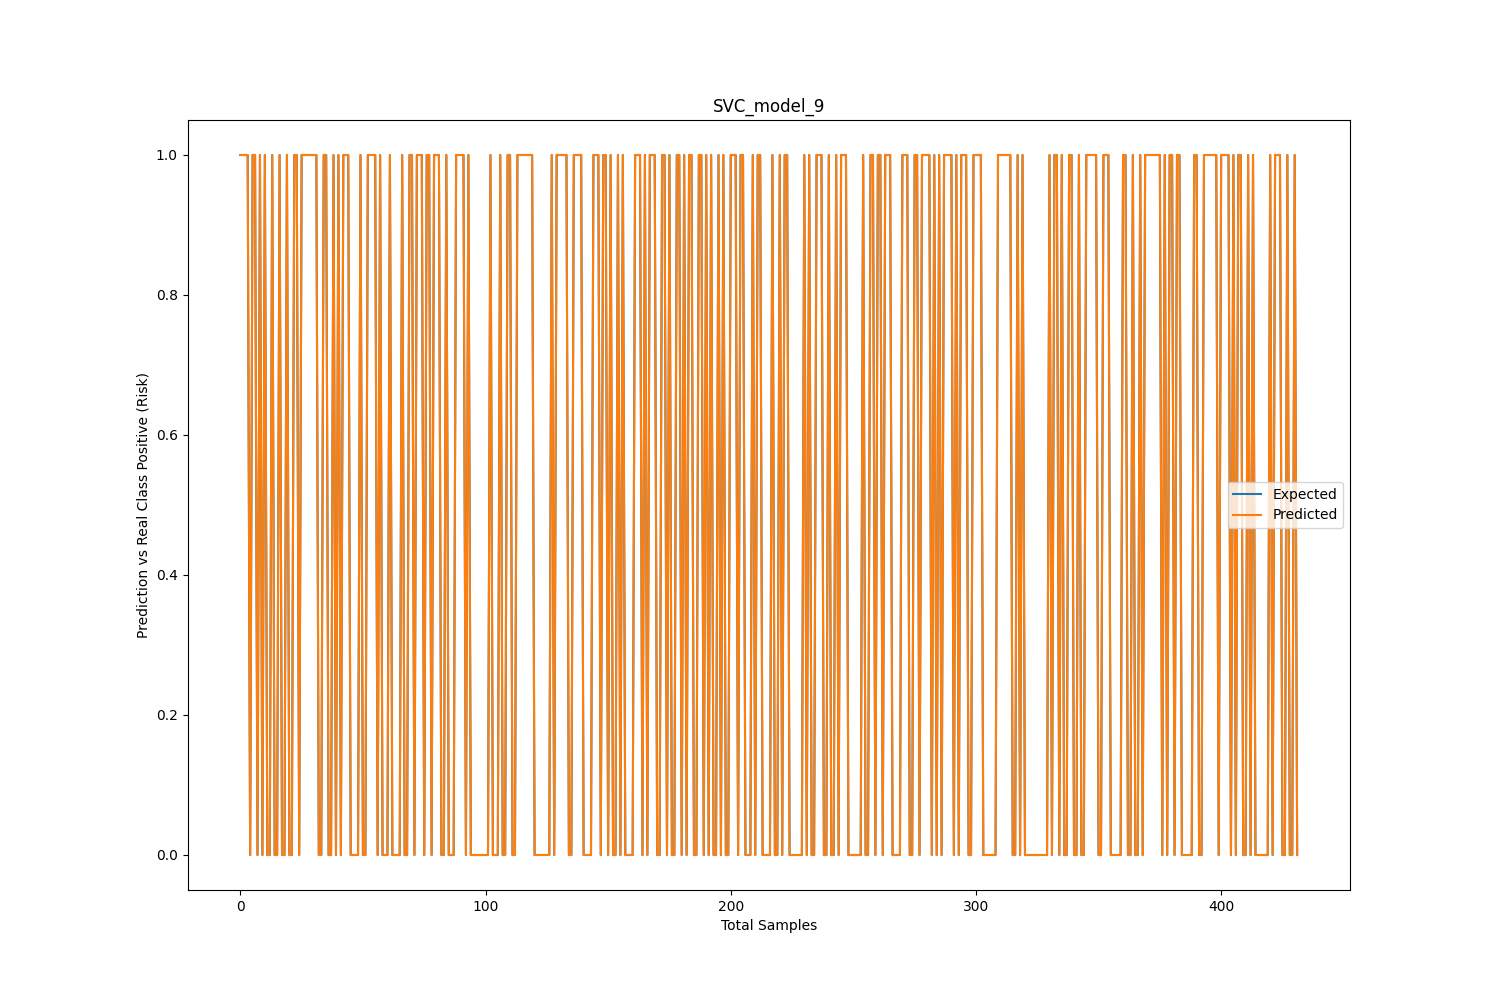 SVC_model_9
1.0
0.8
0.6
0.4
0.2
0.0
Prediction vs Real Class Positive (Risk)
Expected
Predicted
0 100 200 300 400
Total Samples